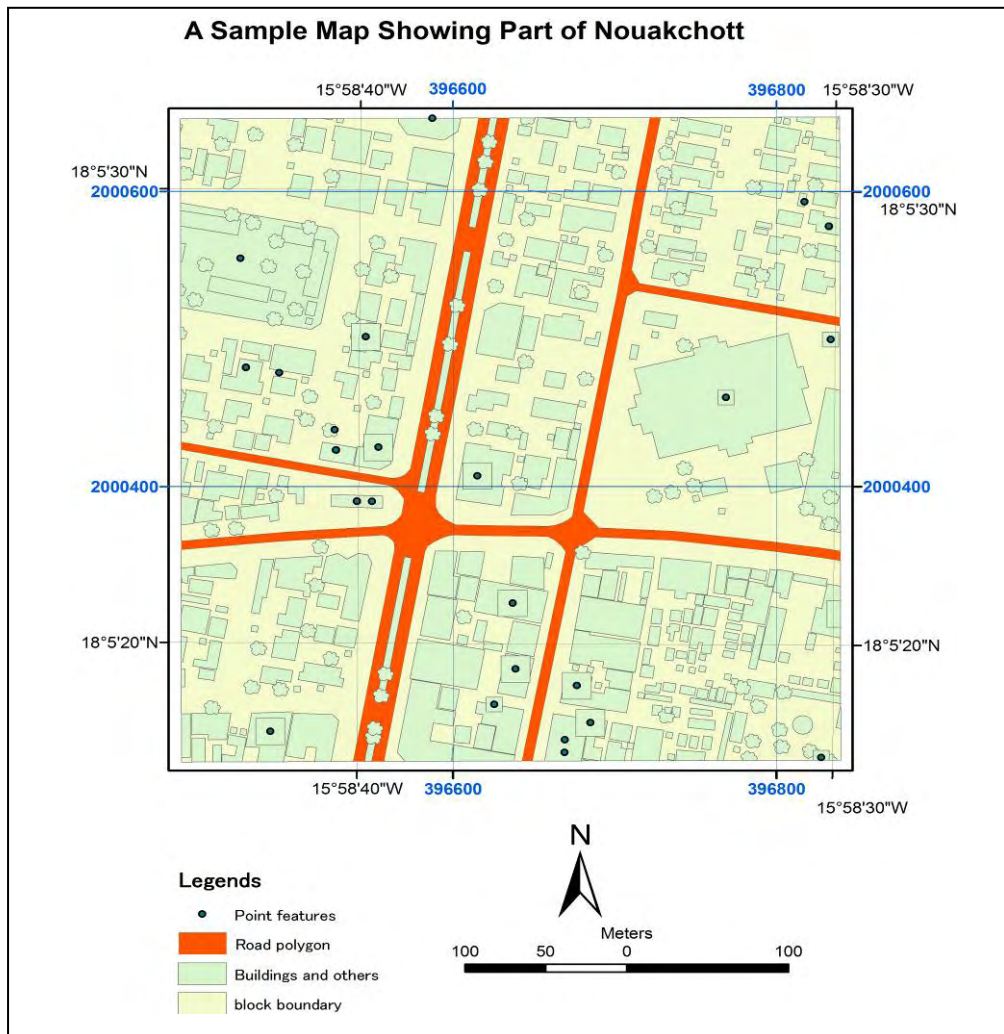 A Sample Map Showing Part of Nouakchott
15°58'40"W 396600 396800 15°58'30"W
18°5'30"N
2000600 2000600
18°5'30"N
2000400 2000400
18°5'20"N 18°5'20"N
15°58'40"W 396600 396800
15°58'30"W
N
Legends
Point features
Road polygon
Buildings and others
block boundary
Meters
100 50 0 100